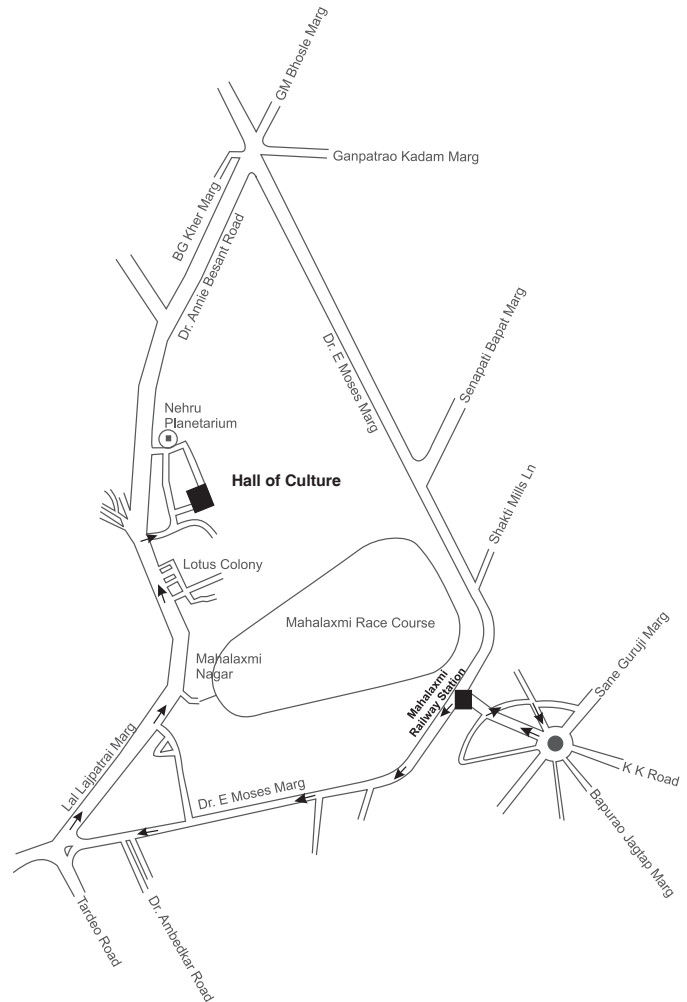 GM Bhosle Marg
Ganpatrao Kadam Marg
BG Kher Marg
Dr. Annie Besant Road
Dr. E Moses Marg
Senapati Bapat Marg
Nehru
Planetarium
Hall of Culture
Shakti Mills Ln
Lotus Colony
Mahalaxmi Race Course
Mahalaxmi
Nagar
Mahalaxmi
Railway Station
Sane Guruji Marg
Lal Lajpatrai Marg
K K Road
Dr. E Moses Marg
Bapurao Jagtap Marg
Tardeo Road
Dr. Ambedkar Road